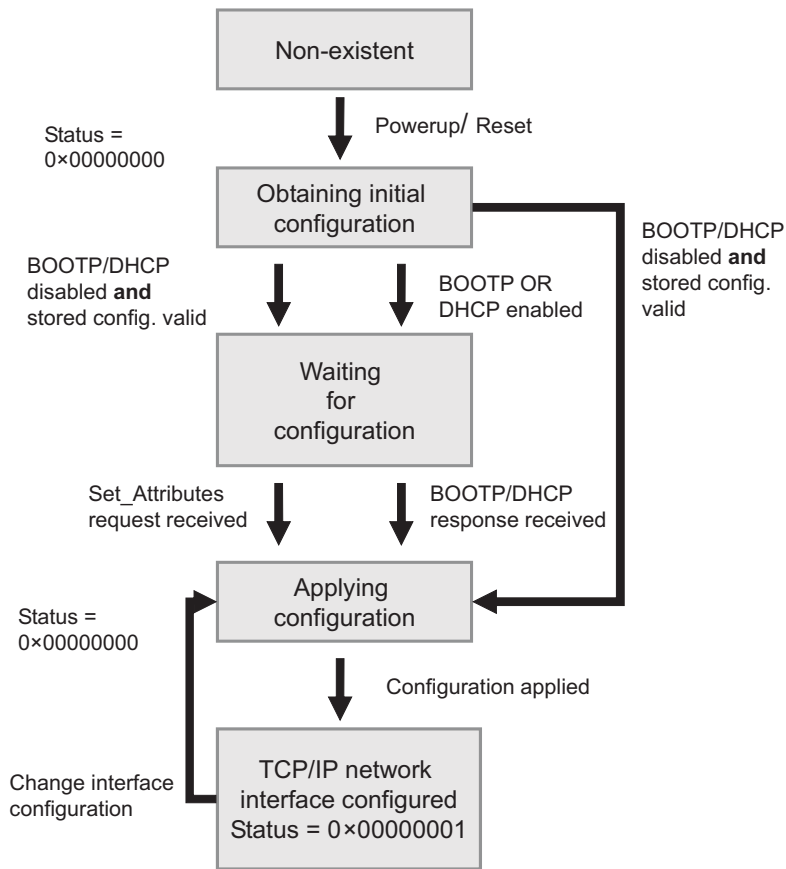 Non-existent
Powerup/ Reset
Status =
0×00000000
Obtaining initial
configuration
BOOTP/DHCP
disabled and
stored config. valid
BOOTP OR
DHCP enabled
BOOTP/DHCP
disabled and
stored config.
valid
Waiting
for
configuration
Set_Attributes
request received
BOOTP/DHCP
response received
Applying
configuration
Status =
0×00000000
Configuration applied
Change interface
configuration
TCP/IP network
interface configured
Status = 0×00000001